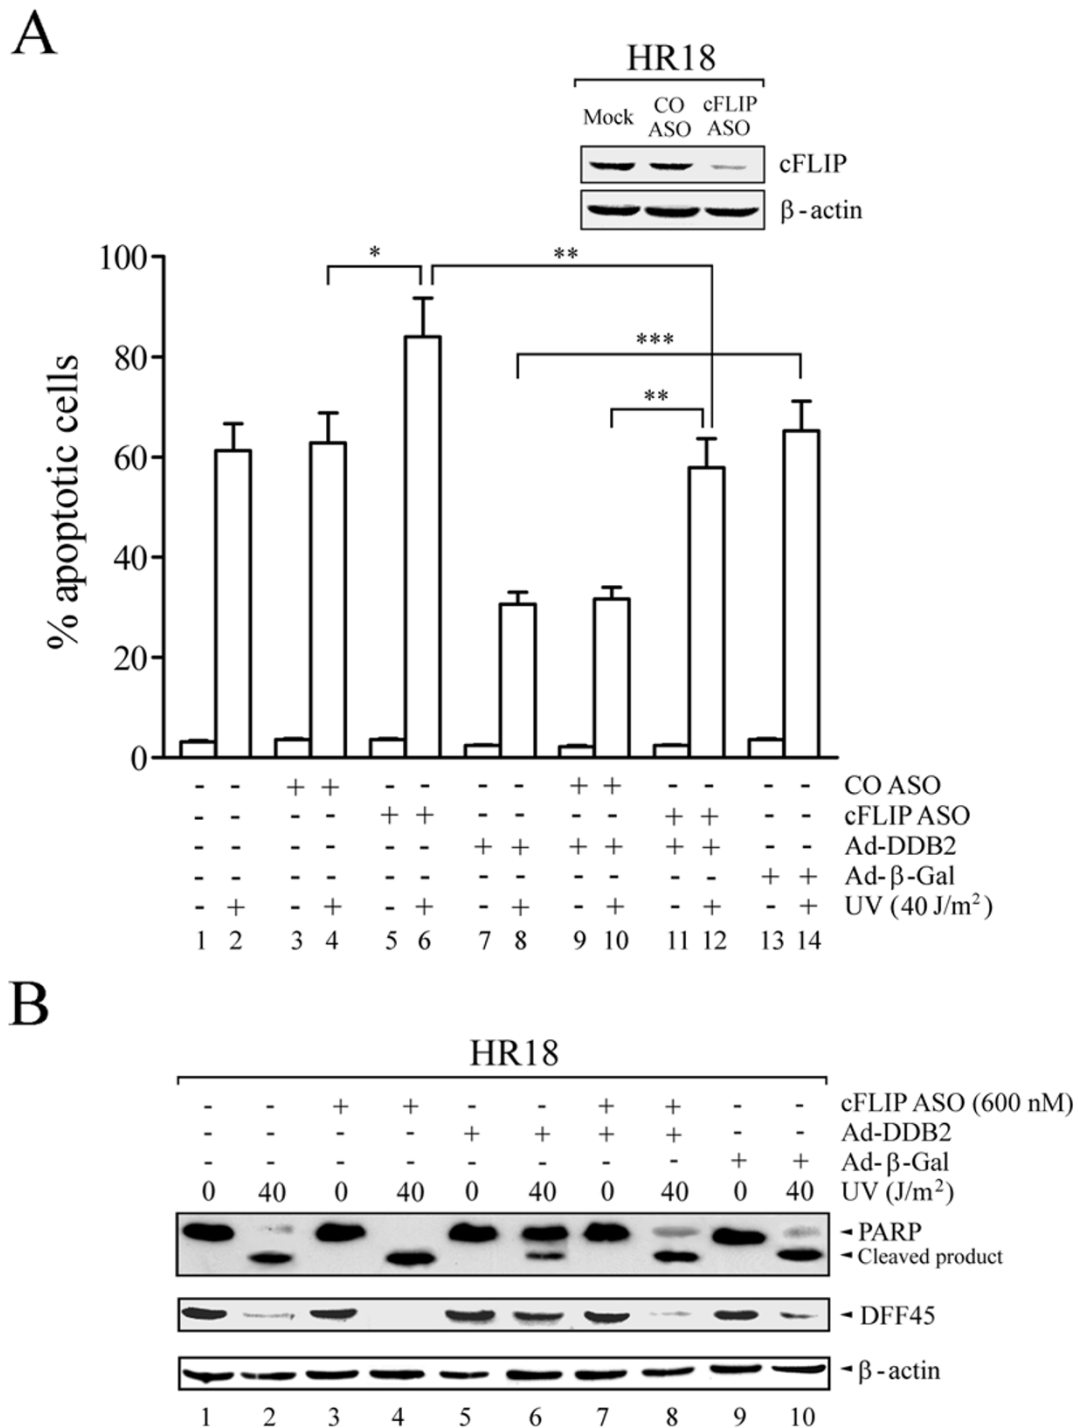 A
HR18
Mock CO ASO cFLIP ASO
cFLIP
β-actin
% apoptotic cells
100
80
60
40
20
0
*
**
***
**
- - + + - - - - + + - - - - CO ASO
- - - - + + - - - - + + - - cFLIP ASO
- - - - - - + + + + + + - - Ad-DDB2
- - - - - - - - - - - - + + Ad-β-Gal
- + - + - + - + - + - + - + UV (40 J/m²)
1 2 3 4 5 6 7 8 9 10 11 12 13 14
B
HR18
- - + + - - + + - - cFLIP ASO (600 nM)
- - - - + + + + - - Ad-DDB2
- - - - - - - - + + Ad-β-Gal
0 40 0 40 0 40 0 40 0 40 UV (J/m²)
PARP
Cleaved product
DFF45
β-actin
1 2 3 4 5 6 7 8 9 10